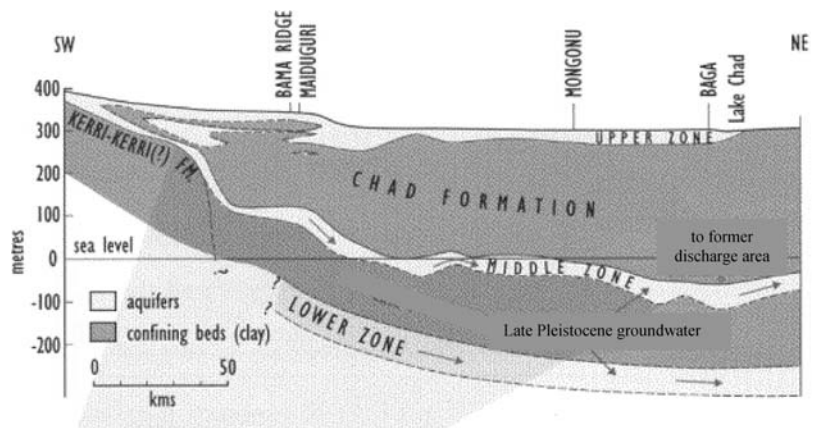 SW
BAMA RIDGE
MAIDUGURI
MONGONU
BAGA
Lake Chad
NE
400
300
200
100
0
-100
-200
metres
KERRI-KERRI(?) FM.
UPPER ZONE
CHAD FORMATION
sea level
to former
discharge area
MIDDLE ZONE
?
?
?
LOWER ZONE
Late Pleistocene groundwater
aquifers
confining beds (clay)
0 50
kms